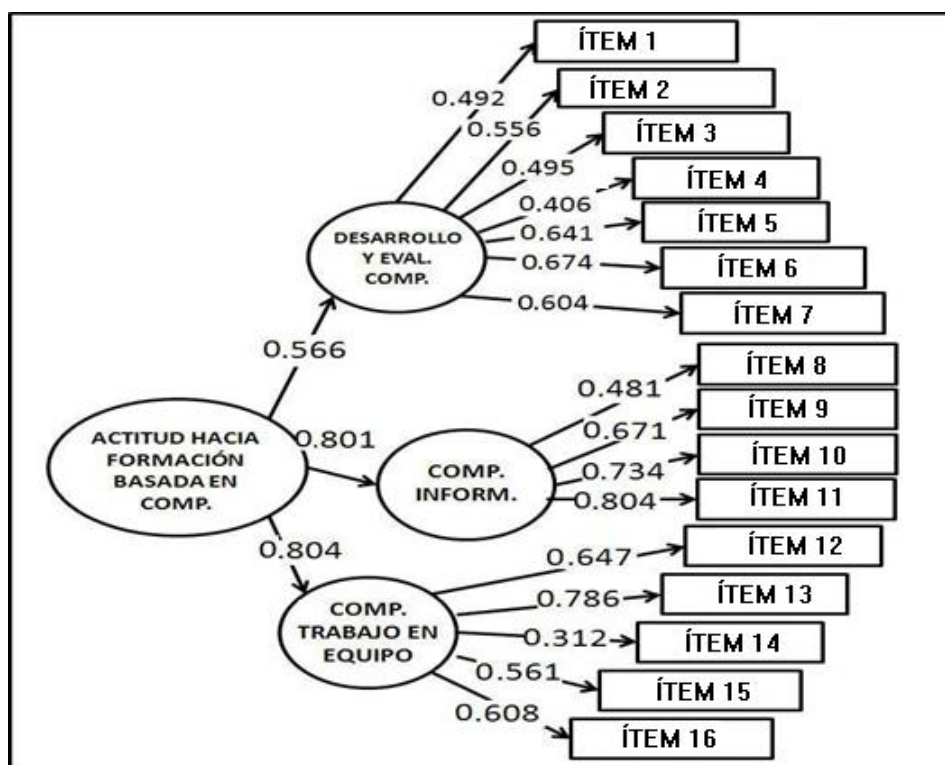 ÍTEM 1
0.492
ÍTEM 2
0.556
ÍTEM 3
0.495
ÍTEM 4
0.406
ÍTEM 5
0.641
DESARROLLO
Y EVAL.
COMP.
ÍTEM 6
0.674
ÍTEM 7
0.604
0.566
ÍTEM 8
0.481
ÍTEM 9
0.671
ACTITUD HACIA
FORMACIÓN
BASADA EN
COMP.
0.801
COMP.
INFORM.
ÍTEM 10
0.734
ÍTEM 11
0.804
0.804
ÍTEM 12
0.647
ÍTEM 13
0.786
COMP.
TRABAJO EN
EQUIPO
ÍTEM 14
0.312
ÍTEM 15
0.561
ÍTEM 16
0.608